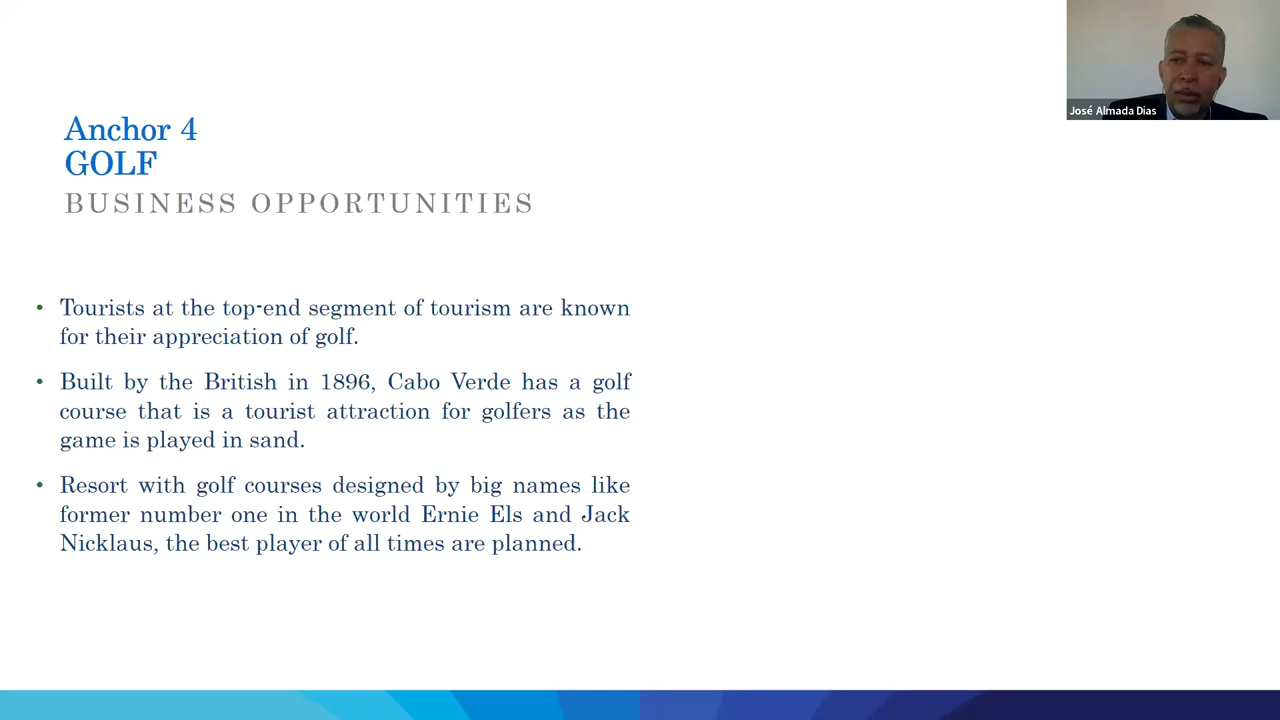 José Almada Dias
Anchor 4
GOLF
BUSINESS OPPORTUNITIES
• Tourists at the top-end segment of tourism are known
for their appreciation of golf.
• Built by the British in 1896, Cabo Verde has a golf
course that is a tourist attraction for golfers as the
game is played in sand.
• Resort with golf courses designed by big names like
former number one in the world Ernie Els and Jack
Nicklaus, the best player of all times are planned.